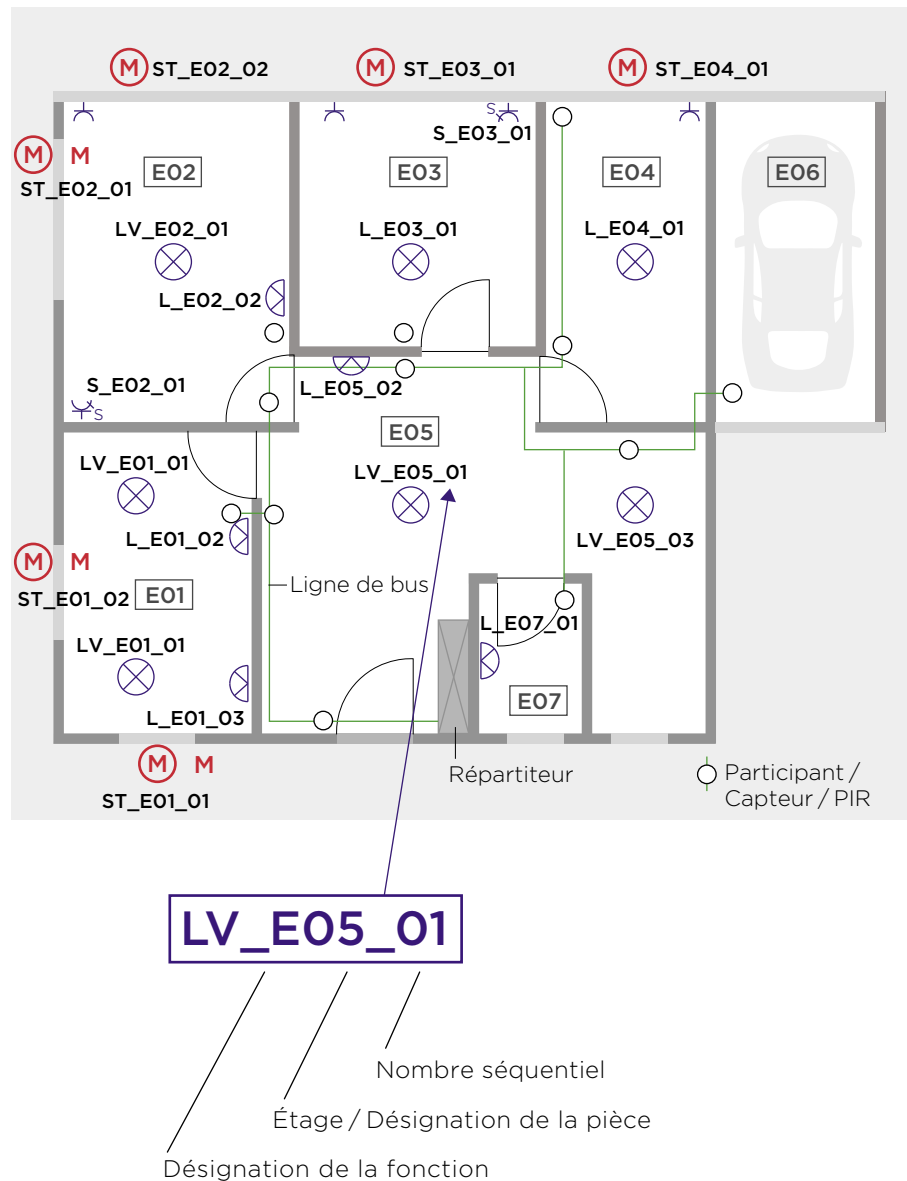 M ST_E02_02
M ST_E03_01
M ST_E04_01
S
S_E03_01
M M
ST_E02_01
E02
E03
E04
E06
LV_E02_01
L_E03_01
L_E04_01
L_E02_02
S_E02_01
S
L_E05_02
E05
LV_E01_01
LV_E05_01
L_E01_02
LV_E05_03
M M
ST_E01_02
E01
Ligne de bus
L_E07_01
LV_E01_01
L_E01_03
E07
M M
ST_E01_01
Répartiteur
Participant /
Capteur / PIR
LV_E05_01
Nombre séquentiel
Étage / Désignation de la pièce
Désignation de la fonction